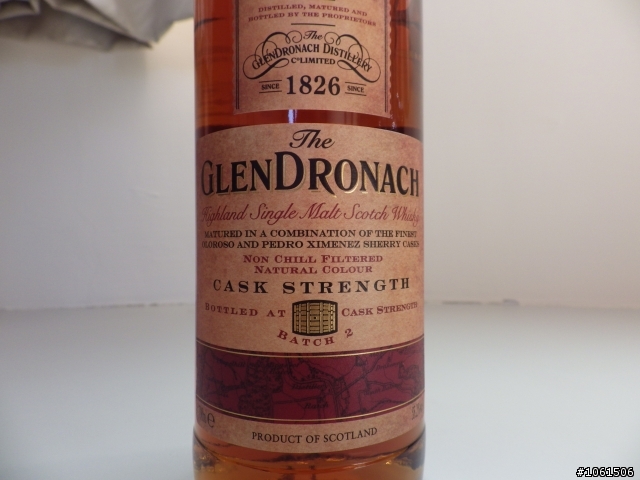 DISTILLED, MATURED AND
BOTTLED BY THE PROPRIETORS
The
GLENDRONACH DISTILLERY
Cº LIMITED
SINCE 1826 SINCE
The
GLENDRONACH
Highland Single Malt Scotch Whisky
MATURED IN A COMBINATION OF THE FINEST
OLOROSO AND PEDRO XIMENEZ SHERRY CASKS
NON CHILL FILTERED
NATURAL COLOUR
CASK STRENGTH
BOTTLED AT CASK STRENGTH
BATCH 2
PRODUCT OF SCOTLAND
#1061506